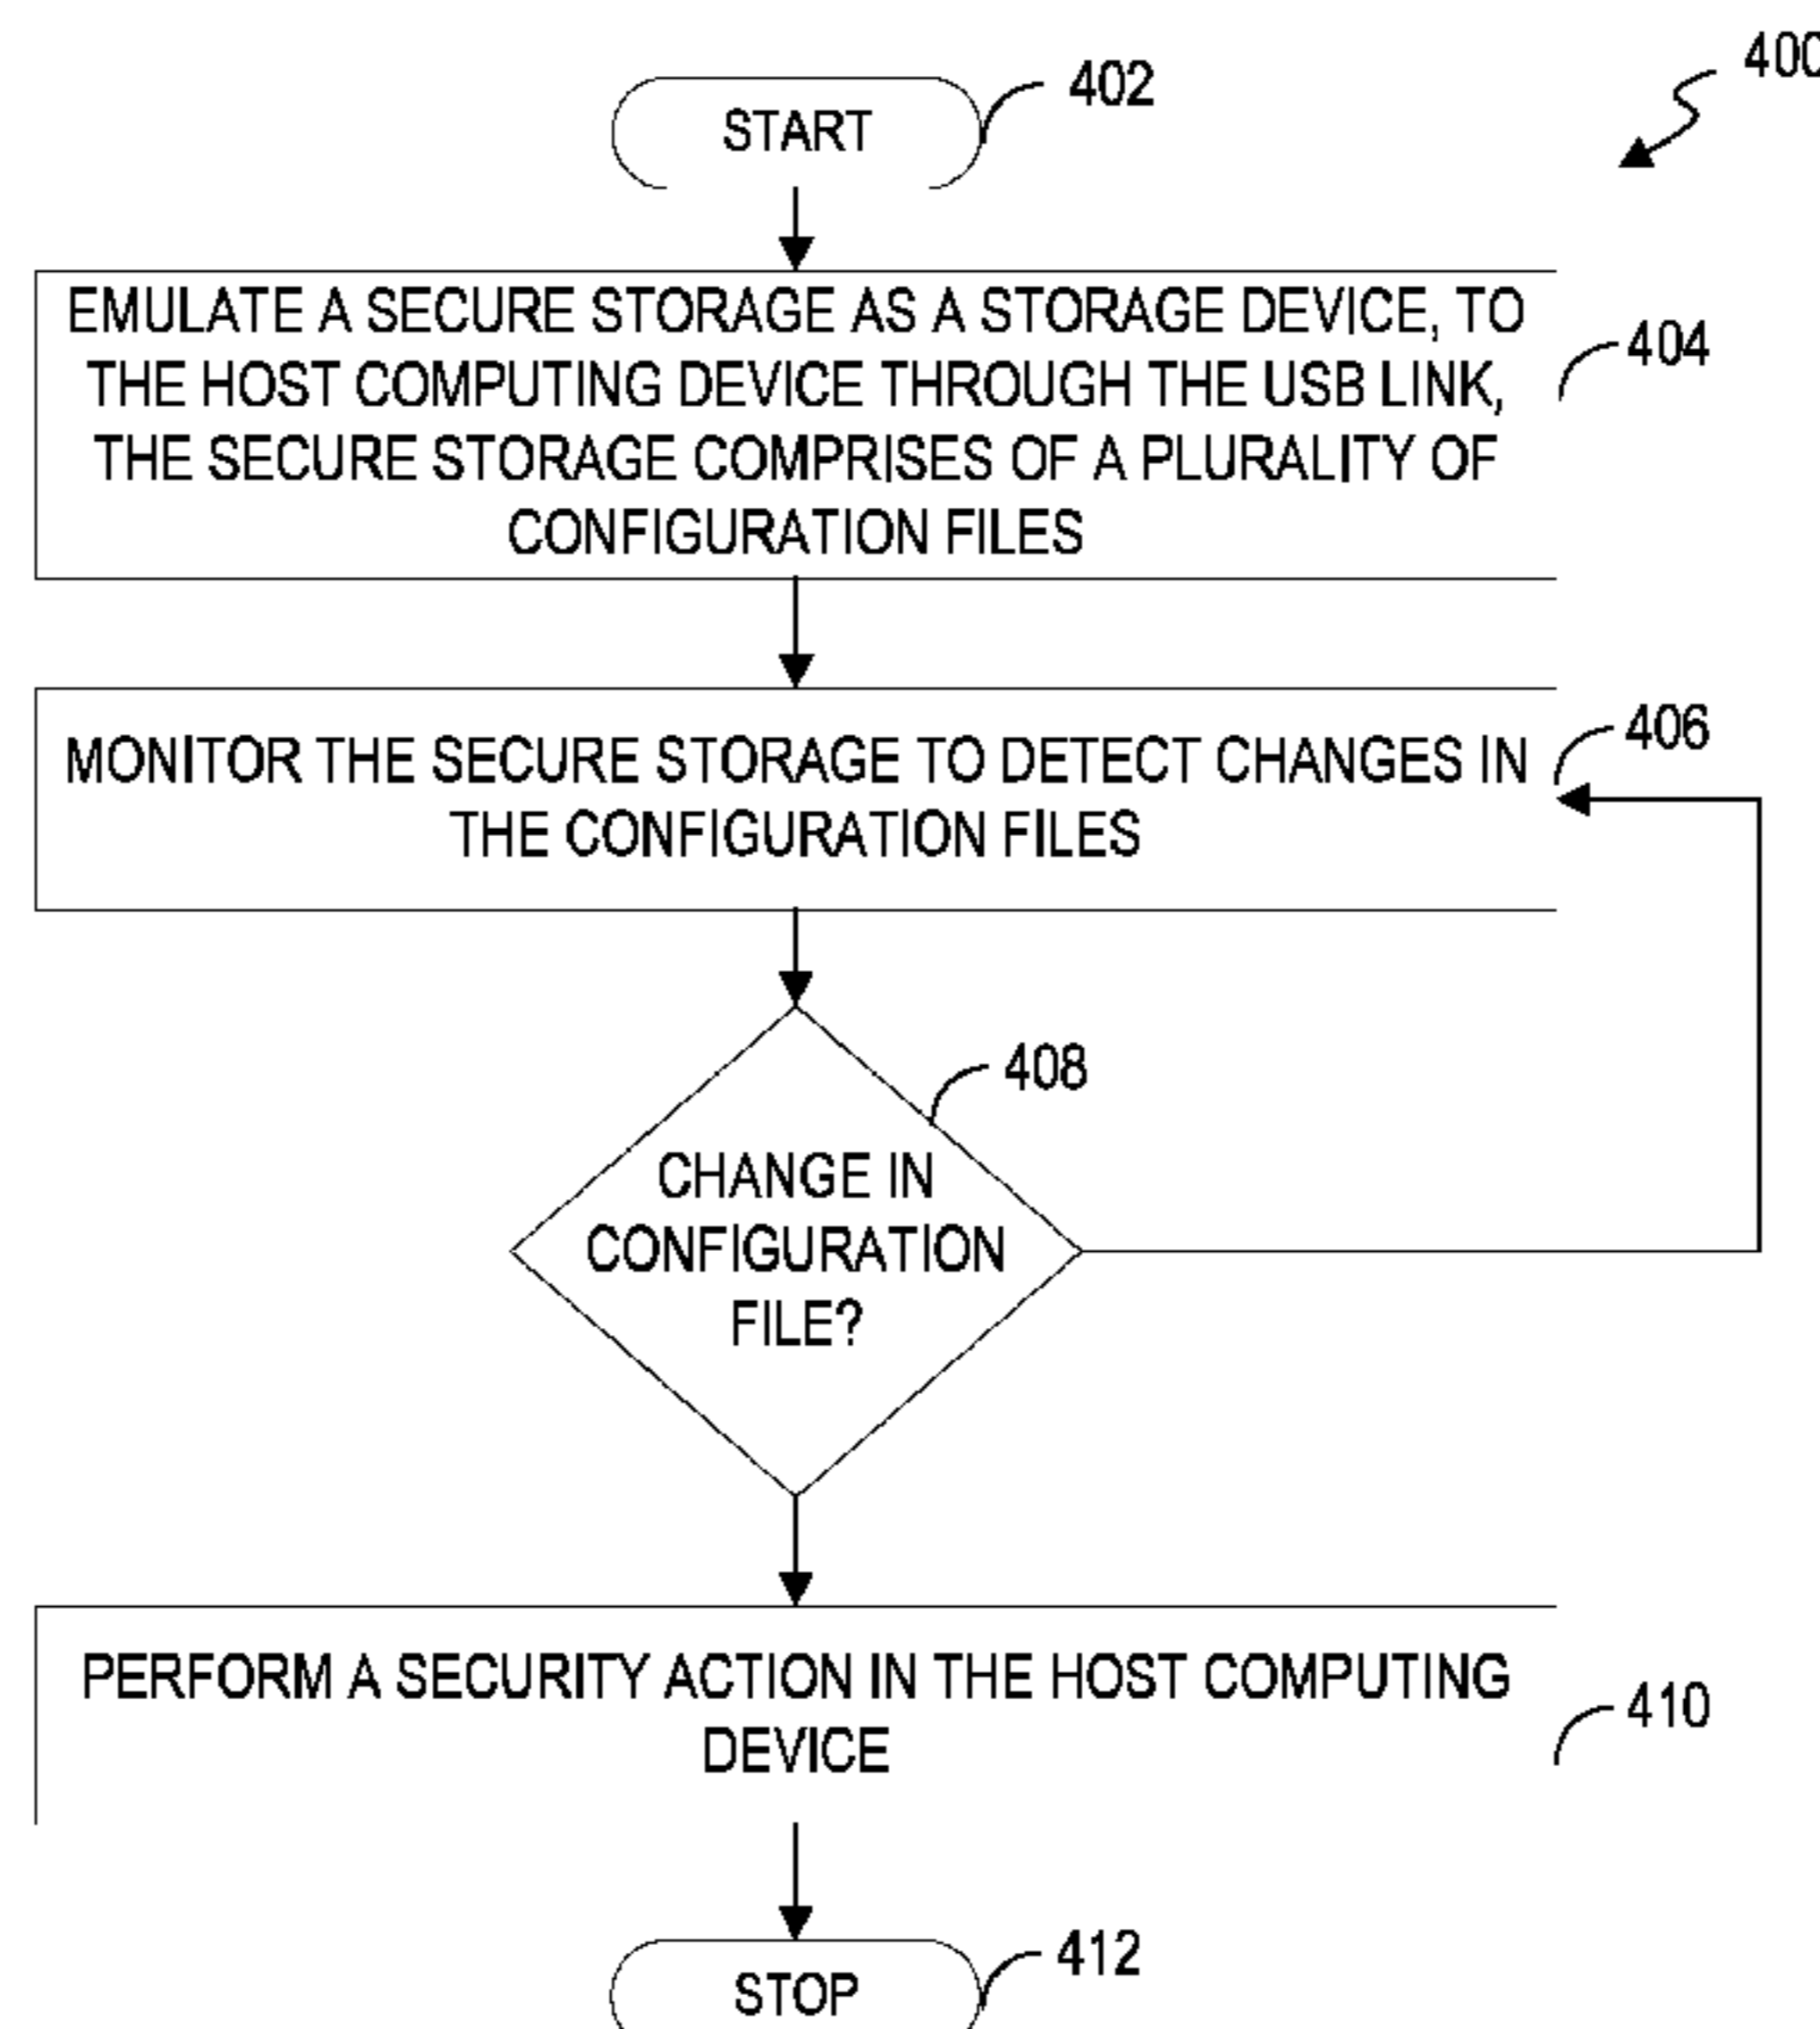 400
START
402
EMULATE A SECURE STORAGE AS A STORAGE DEVICE, TO
THE HOST COMPUTING DEVICE THROUGH THE USB LINK,
THE SECURE STORAGE COMPRISES OF A PLURALITY OF
CONFIGURATION FILES
404
MONITOR THE SECURE STORAGE TO DETECT CHANGES IN
THE CONFIGURATION FILES
406
408
CHANGE IN
CONFIGURATION
FILE?
PERFORM A SECURITY ACTION IN THE HOST COMPUTING
DEVICE
410
STOP
412